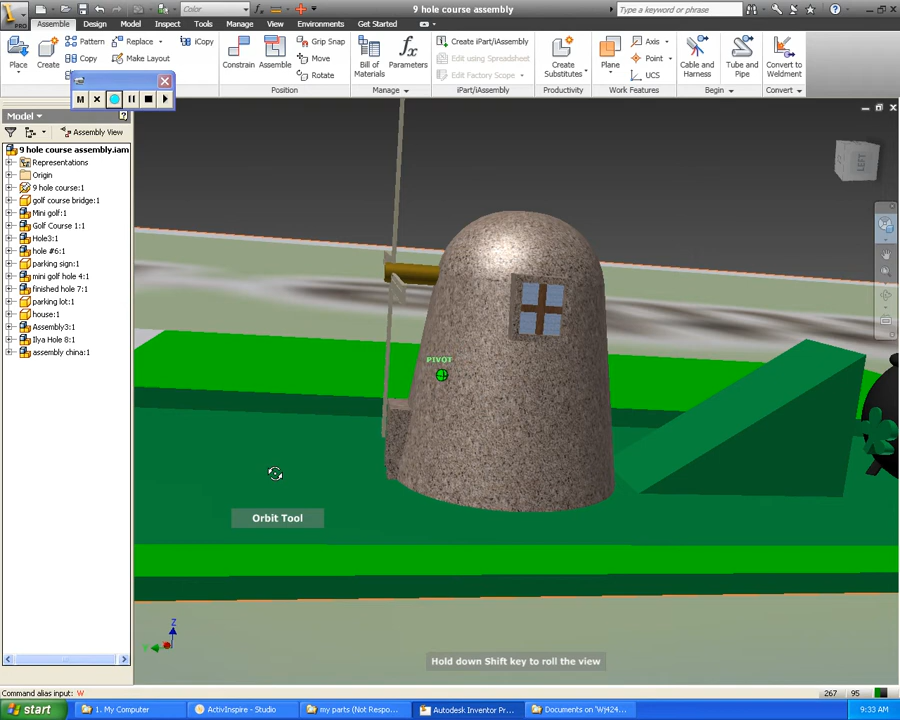 9 hole course assembly
Type a keyword or phrase
Color
PRO
Assemble Design Model Inspect Tools Manage View Environments Get Started
Place
Create
Pattern
Copy
Replace
Make Layout
iCopy
Constrain
Assemble
Grip Snap
Move
Rotate
Bill of Materials
Parameters
Create iPart/iAssembly
Edit using Spreadsheet
Edit Factory Scope
Create Substitutes
Plane
Axis
Point
UCS
Cable and Harness
Tube and Pipe
Convert to Weldment
Position
Manage
iPart/iAssembly
Productivity
Work Features
Begin
Convert
M
Model
Assembly View
9 hole course assembly.iam
Representations
Origin
9 hole course:1
golf course bridge:1
Mini golf:1
Golf Course 1:1
Hole3:1
hole #6:1
parking sign:1
mini golf hole 4:1
finished hole 7:1
parking lot:1
house:1
Assembly3:1
Ilya Hole 8:1
assembly china:1
LEFT
PIVOT
Orbit Tool
Hold down Shift key to roll the view
Z
Y
Command alias input: W
267 95
start
1. My Computer
ActivInspire - Studio
my parts (Not Respo...
Autodesk Inventor Pr...
Documents on 'Wj424...
9:33 AM